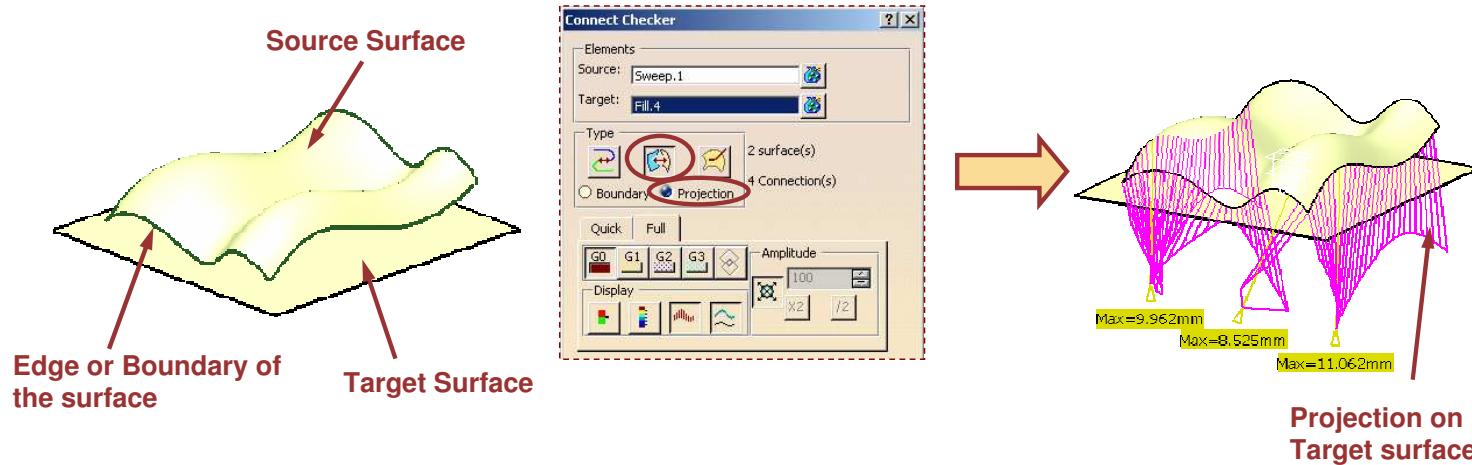 Source Surface
Edge or Boundary of
the surface
Target Surface
Connect Checker
Elements
Source: Sweep.1
Target: Fill.4
Type
2 surface(s)
4 Connection(s)
Boundary Projection
Quick Full
G0 G1 G2 G3
Amplitude
100
X2 /2
Display
Max=9.962mm
Max=8.525mm
Max=11.062mm
Projection on
Target surface